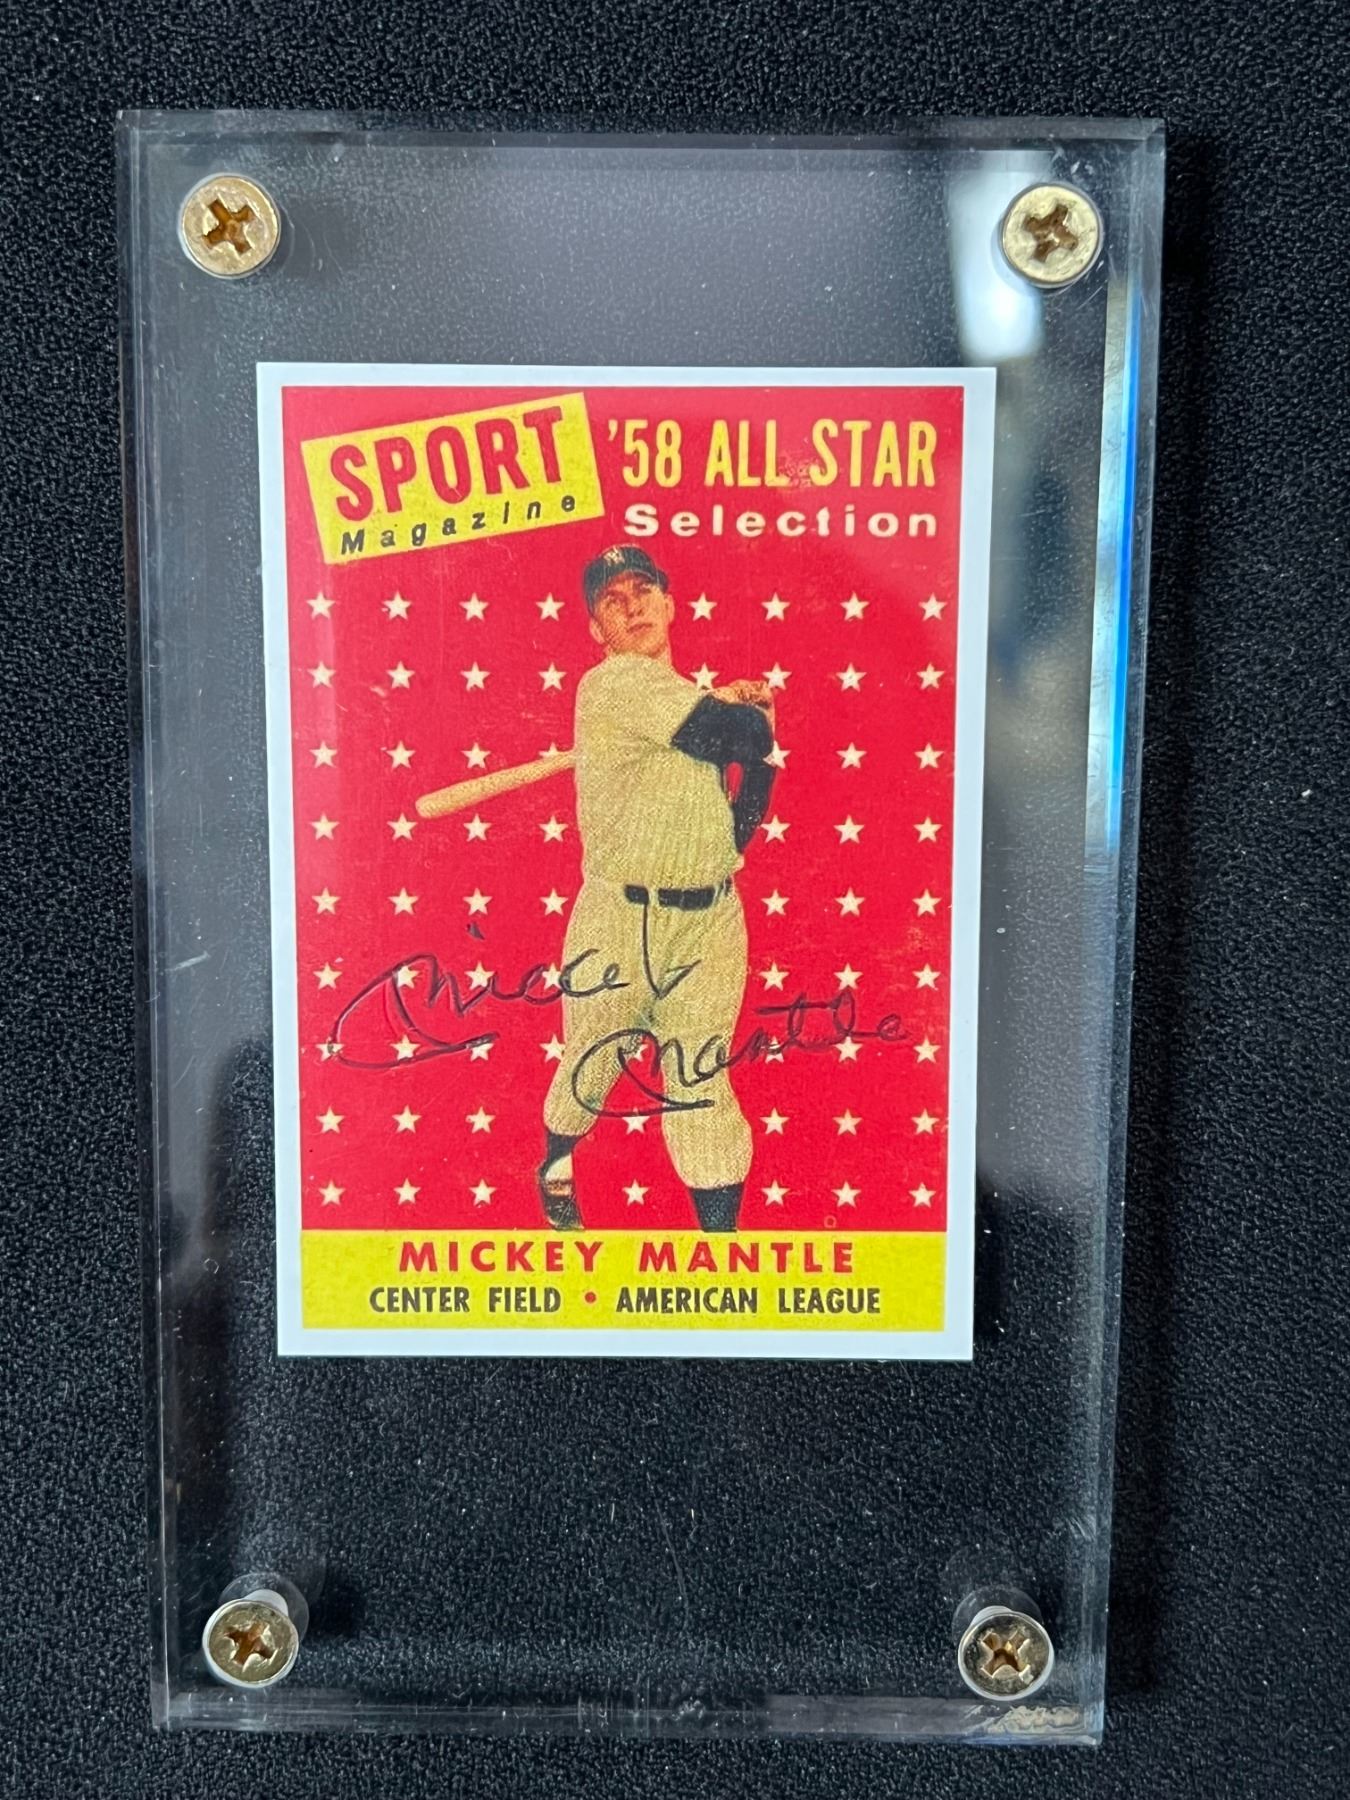 SPORT
Magazine
'58 ALL STAR
Selection
Mickey
Mantle
MICKEY MANTLE
CENTER FIELD • AMERICAN LEAGUE